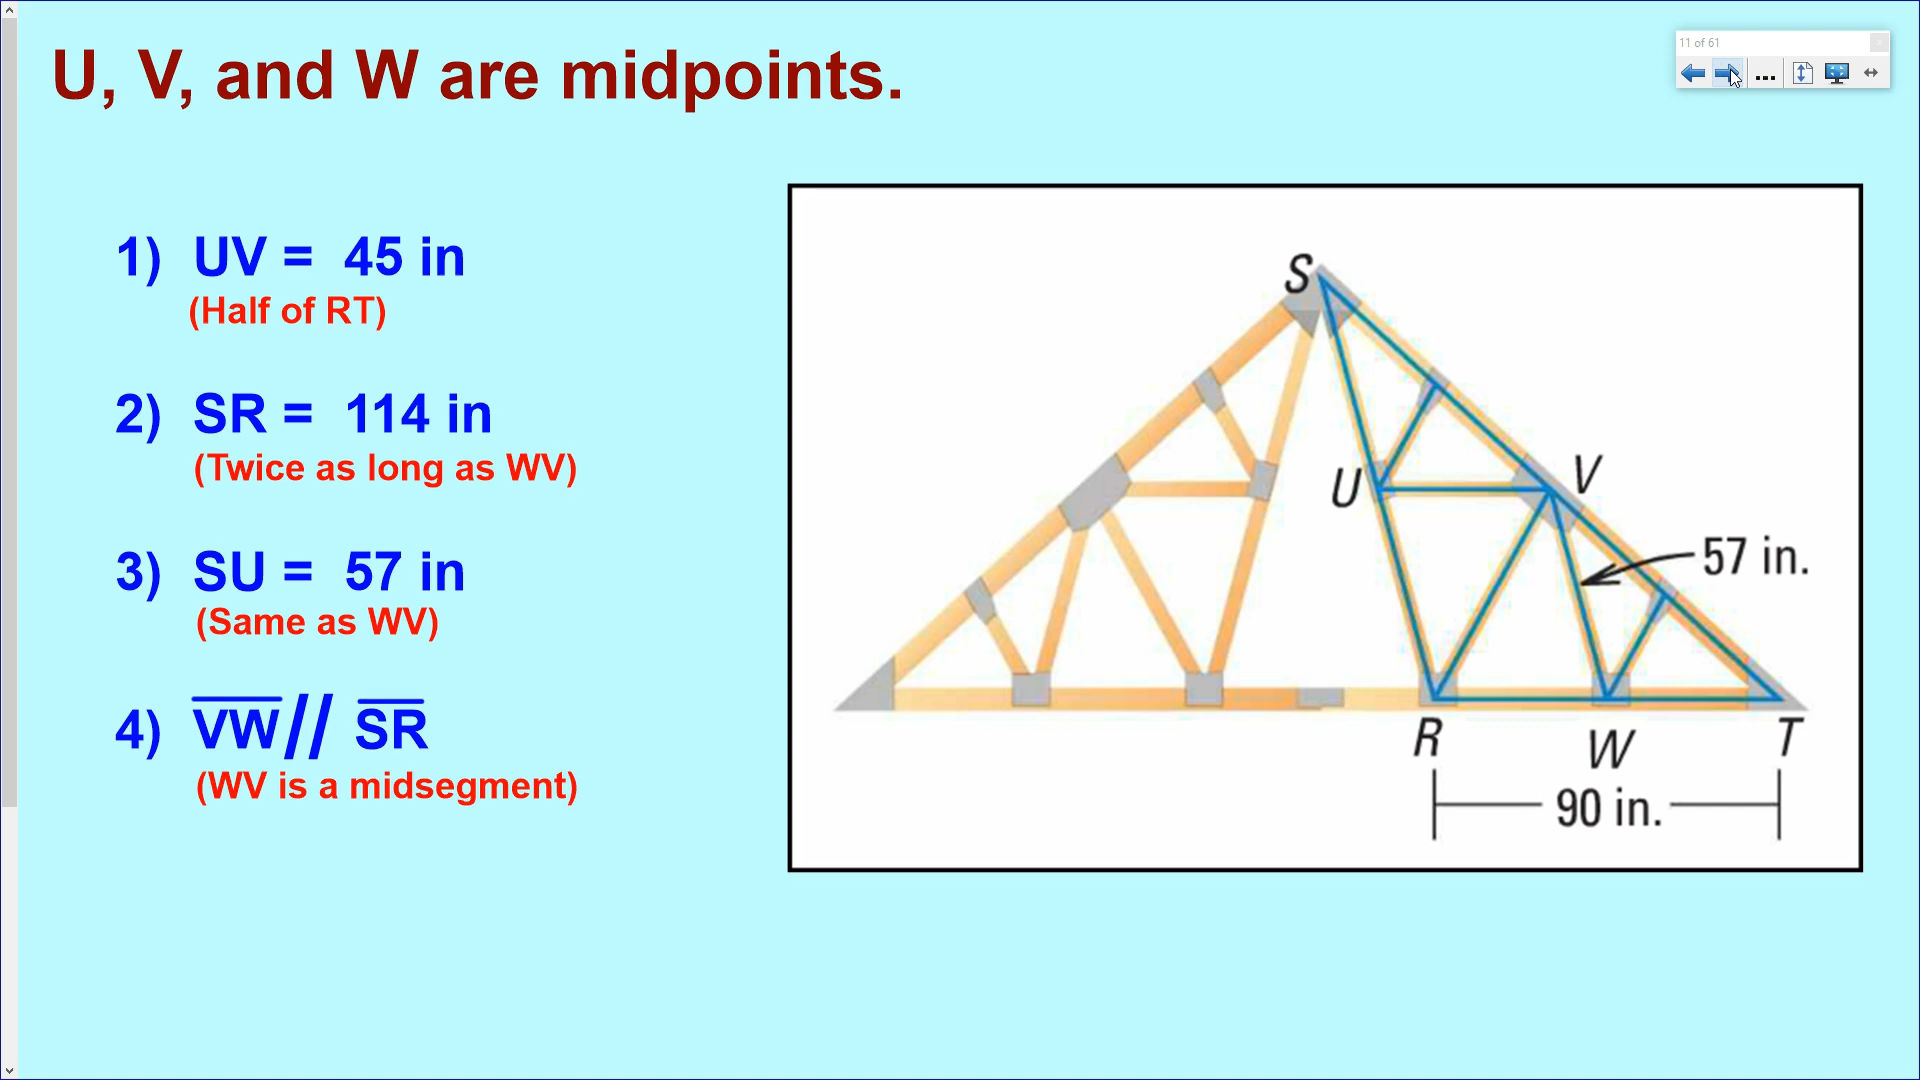 U, V, and W are midpoints.
11 of 61
1) UV = 45 in
(Half of RT)
2) SR = 114 in
(Twice as long as WV)
3) SU = 57 in
(Same as WV)
4) VW // SR
(WV is a midsegment)
S
U
V
57 in.
R
W
T
90 in.